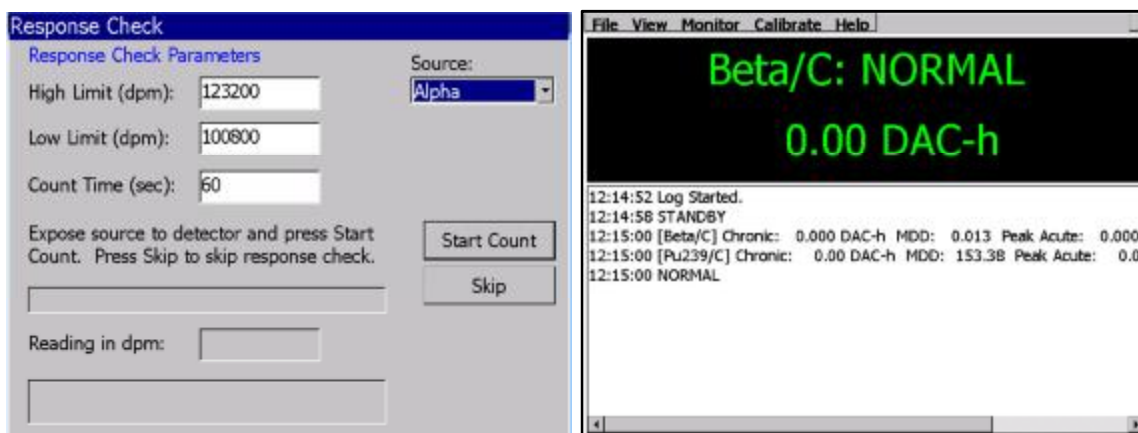 Response Check
Response Check Parameters
Source:
High Limit (dpm): 123200
Alpha
Low Limit (dpm): 100800
Count Time (sec): 60
Expose source to detector and press Start
Count. Press Skip to skip response check.
Start Count
Skip
Reading in dpm:
File View Monitor Calibrate Help
Beta/C: NORMAL
0.00 DAC-h
12:14:52 Log Started.
12:14:58 STANDBY
12:15:00 [Beta/C] Chronic: 0.000 DAC-h MDD: 0.013 Peak Acute: 0.000
12:15:00 [Pu239/C] Chronic: 0.00 DAC-h MDD: 153.38 Peak Acute: 0.0
12:15:00 NORMAL